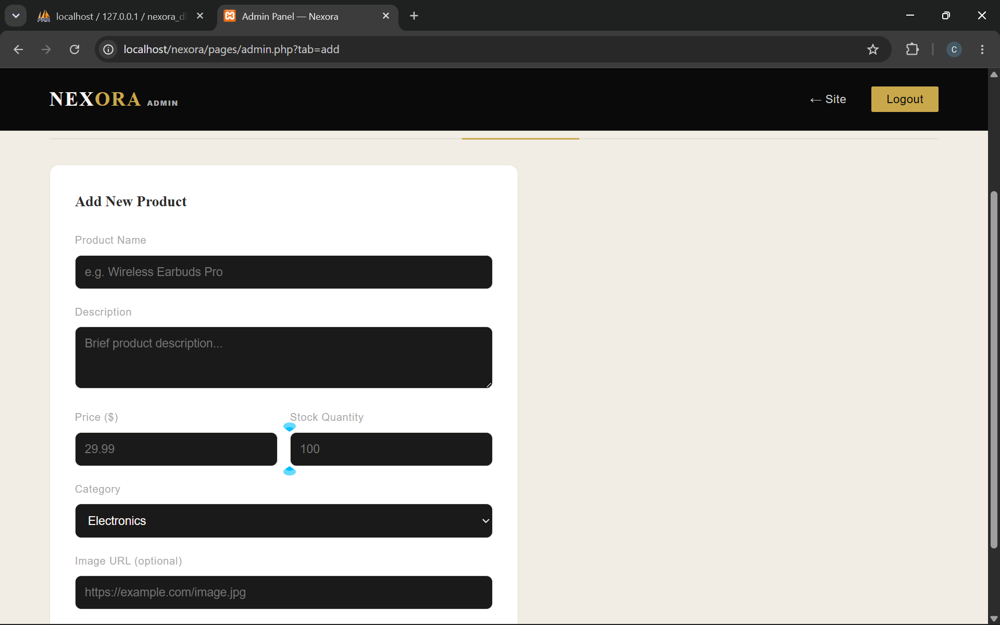 localhost / 127.0.0.1 / nexora_d
Admin Panel — Nexora
localhost/nexora/pages/admin.php?tab=add
C
NEXORA ADMIN
← Site
Logout
Add New Product
Product Name
e.g. Wireless Earbuds Pro
Description
Brief product description...
Price ($)
Stock Quantity
29.99
100
Category
Electronics
Image URL (optional)
https://example.com/image.jpg